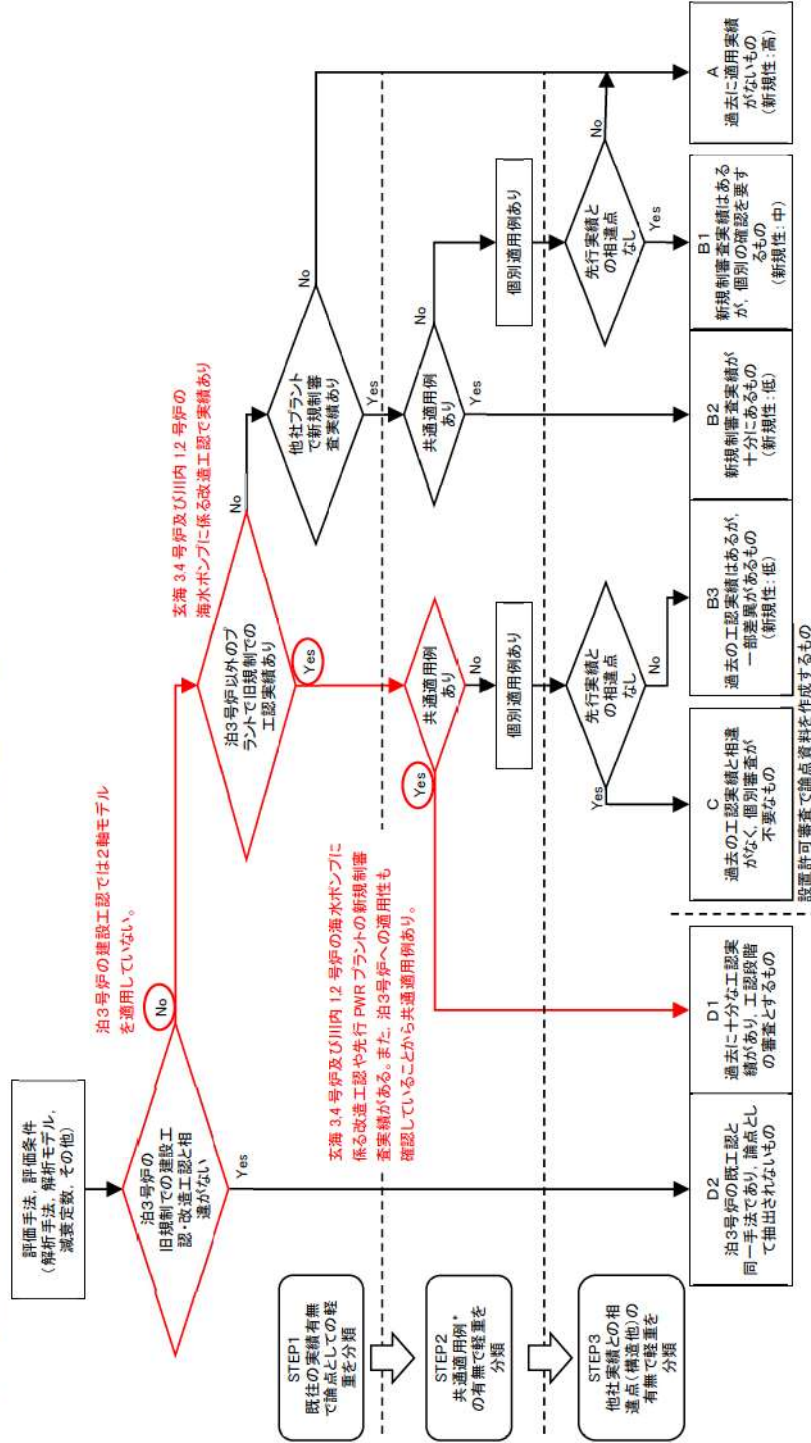 評価手法，評価条件
（解析手法，解析モデル，
減衰定数，その他）
泊3号炉の
旧規制での建設工
認・改造工認と相
違がない
No
Yes
泊3号炉の建設工認では2軸モデル
を適用していない。
泊3号炉以外のプ
ラントで旧規制での
工認実績あり
No
Yes
玄海 3,4 号炉及び川内 1,2 号炉の
海水ポンプに係る改造工認で実績あり
他社プラント
で新規制審
査実績あり
No
Yes
STEP1
既往の実績有無
で論点としての軽
重を分類
玄海 3,4 号炉及び川内 1,2 号炉の海水ポンプに
係る改造工認や先行 PWR プラントの新規制審
査実績がある。また，泊3号炉への適用性も
確認していることから共通適用例あり。
共通適用例
あり
Yes
No
個別適用例あり
共通適用例
あり
No
Yes
個別適用例あり
STEP2
共通適用例*
の有無で軽重を
分類
先行実績と
の相違点
なし
Yes
No
先行実績と
の相違点
なし
No
Yes
STEP3
他社実績との相
違点（構造他）の
有無で軽重を
分類
D2
泊3号炉の既工認と
同一手法であり，論点とし
て抽出されないもの
D1
過去に十分な工認実
績があり，工認段階
の審査とするもの
C
過去の工認実績と相違
がなく，個別審査が
不要なもの
B3
過去の工認実績はあるが，
一部差異があるもの
（新規性：低）
B2
新規制審査実績が
十分にあるもの
（新規性：低）
B1
新規制審査実績はある
が，個別の確認を要す
るもの
（新規性：中）
A
過去に適用実績
がないもの
（新規性：高）
設置許可審査で論点資料を作成するもの